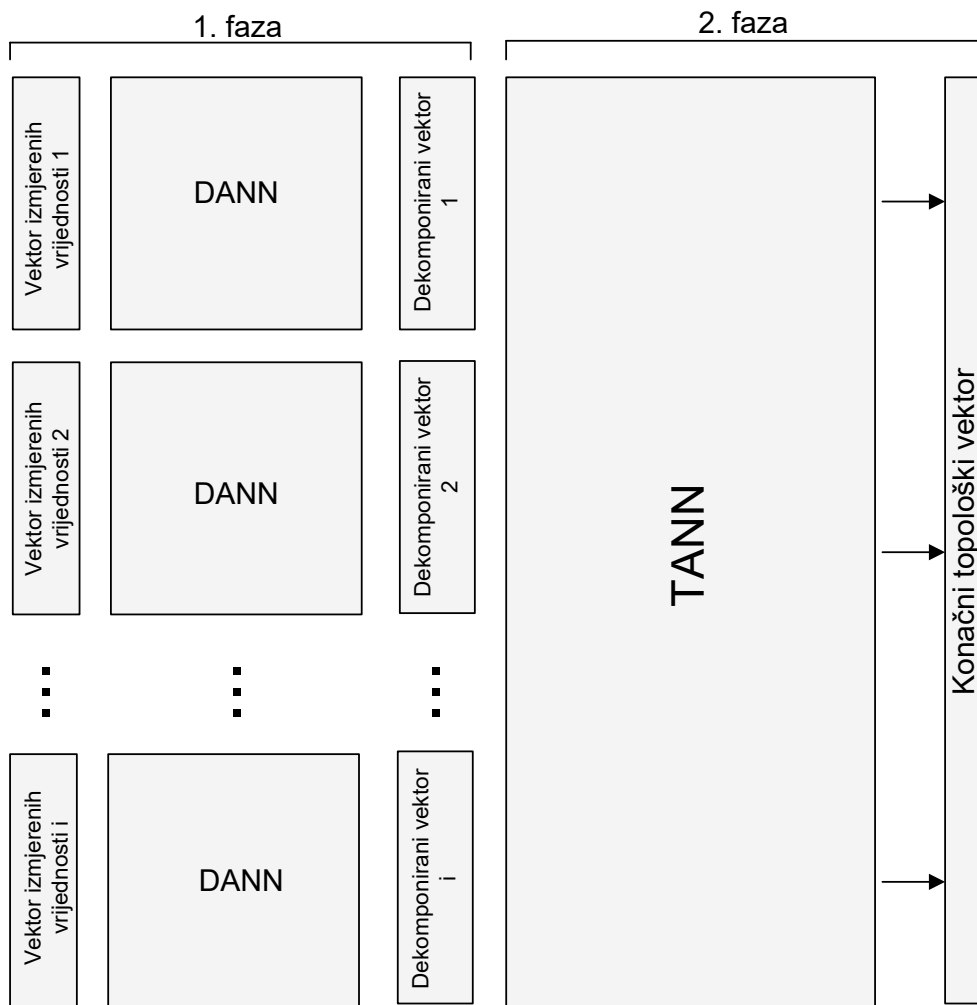 1. faza
2. faza
Vektor izmjerenih
vrijednosti 1
DANN
Dekomponirani vektor
1
Vektor izmjerenih
vrijednosti 2
DANN
Dekomponirani vektor
2
TANN
Konačni topološki vektor
Vektor izmjerenih
vrijednosti i
DANN
Dekomponirani vektor
i